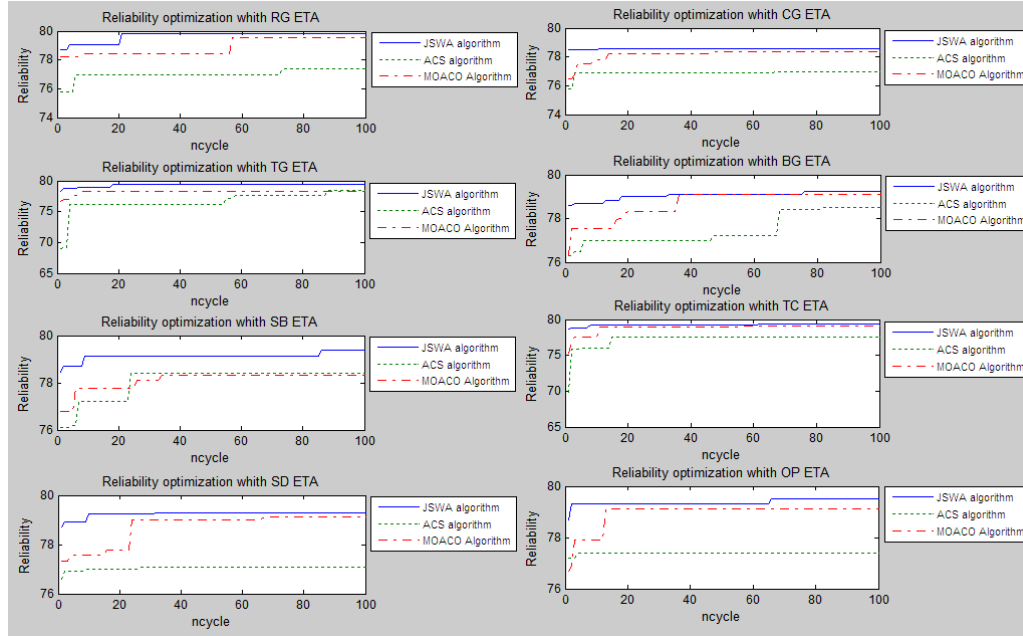 Reliability optimization whith RG ETA
80
78
76
74
Reliability
0 20 40 60 80 100
ncycle
JSWA algorithm
ACS algorithm
MOACO Algorithm
Reliability optimization whith CG ETA
80
78
76
74
Reliability
0 20 40 60 80 100
ncycle
JSWA algorithm
ACS algorithm
MOACO Algorithm
Reliability optimization whith TG ETA
80
75
70
65
Reliability
0 20 40 60 80 100
ncycle
JSWA algorithm
ACS algorithm
MOACO Algorithm
Reliability optimization whith BG ETA
80
78
76
Reliability
0 20 40 60 80 100
ncycle
JSWA algorithm
ACS algorithm
MOACO Algorithm
Reliability optimization whith SB ETA
80
78
76
Reliability
0 20 40 60 80 100
ncycle
JSWA algorithm
ACS algorithm
MOACO Algorithm
Reliability optimization whith TC ETA
80
75
70
65
Reliability
0 20 40 60 80 100
ncycle
JSWA algorithm
ACS algorithm
MOACO Algorithm
Reliability optimization whith SD ETA
80
78
76
Reliability
0 20 40 60 80 100
ncycle
JSWA algorithm
ACS algorithm
MOACO Algorithm
Reliability optimization whith OP ETA
80
78
76
Reliability
0 20 40 60 80 100
ncycle
JSWA algorithm
ACS algorithm
MOACO Algorithm